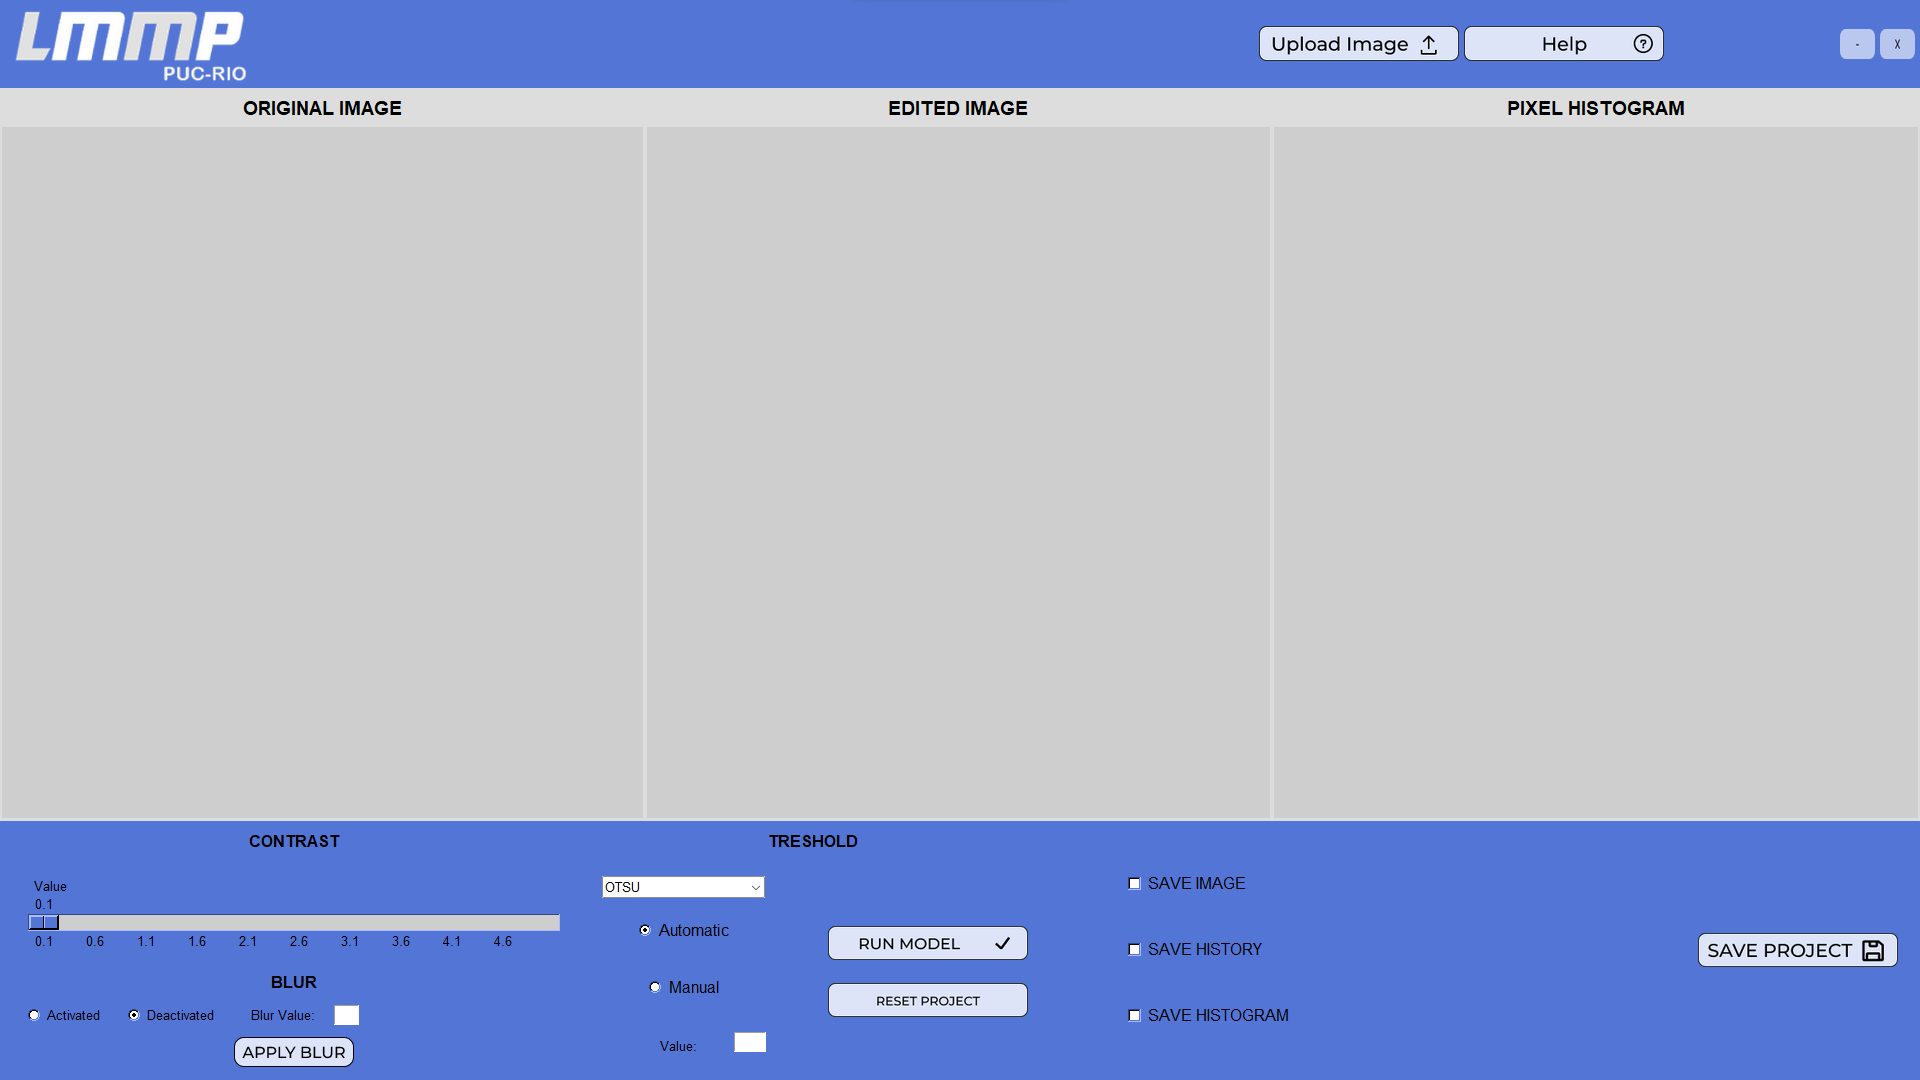 LMMP
PUC-RIO
Upload Image
Help
?
-
X
ORIGINAL IMAGE
EDITED IMAGE
PIXEL HISTOGRAM
CONTRAST
Value
0.1
0.1 0.6 1.1 1.6 2.1 2.6 3.1 3.6 4.1 4.6
BLUR
Activated
Deactivated
Blur Value:
APPLY BLUR
TRESHOLD
OTSU
Automatic
Manual
Value:
RUN MODEL
RESET PROJECT
SAVE IMAGE
SAVE HISTORY
SAVE HISTOGRAM
SAVE PROJECT